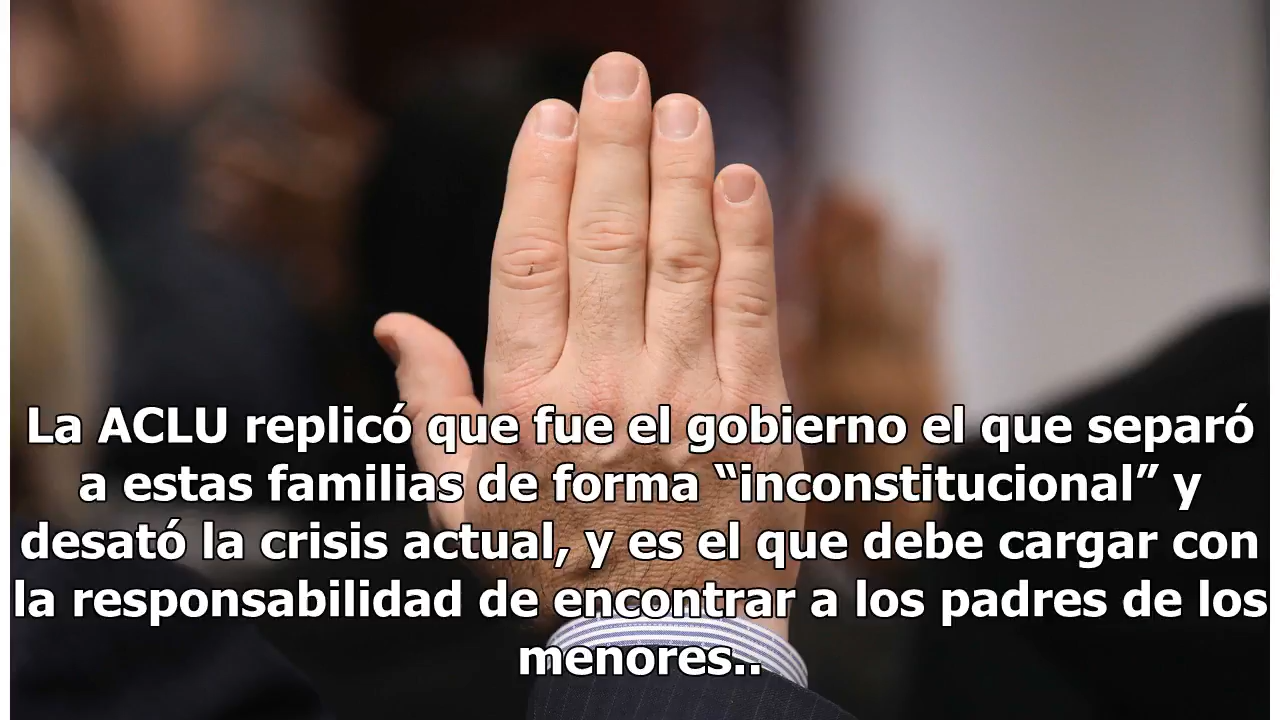 La ACLU replicó que fue el gobierno el que separó
a estas familias de forma “inconstitucional” y
desató la crisis actual, y es el que debe cargar con
la responsabilidad de encontrar a los padres de los
menores..